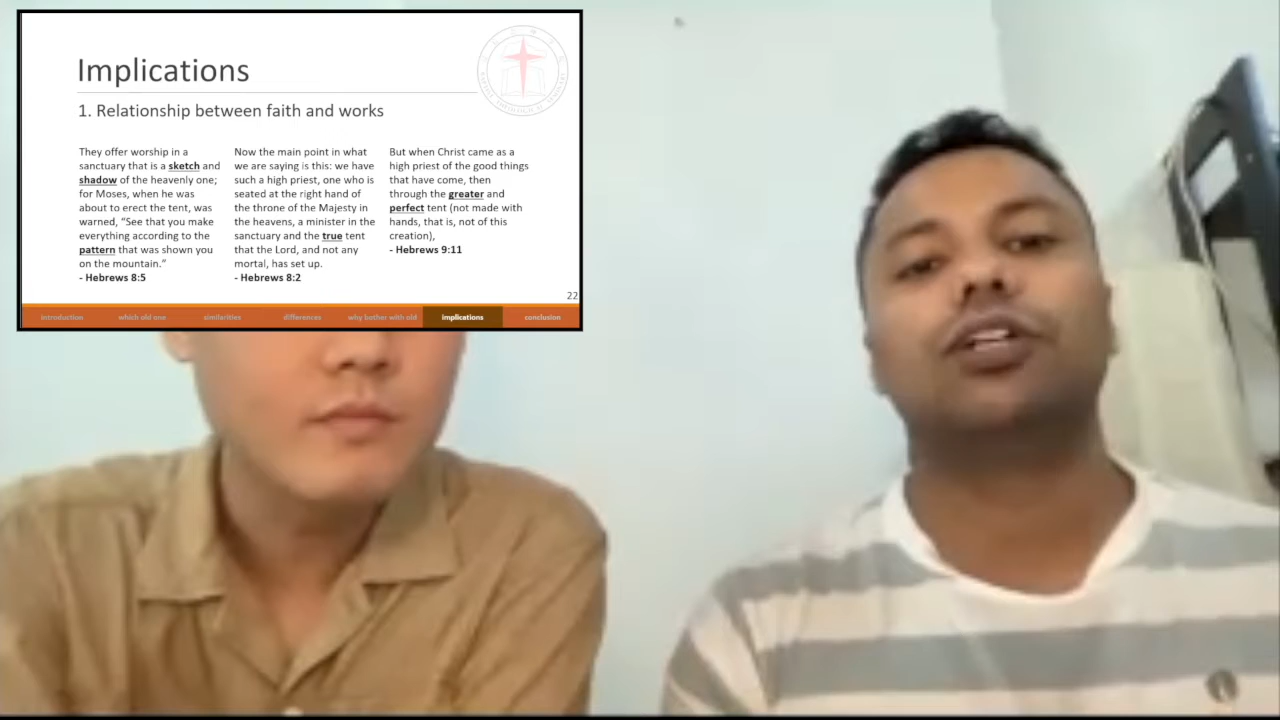 Implications
1. Relationship between faith and works
They offer worship in a
sanctuary that is a sketch and
shadow of the heavenly one;
for Moses, when he was
about to erect the tent, was
warned, “See that you make
everything according to the
pattern that was shown you
on the mountain.”
- Hebrews 8:5
Now the main point in what
we are saying is this: we have
such a high priest, one who is
seated at the right hand of
the throne of the Majesty in
the heavens, a minister in the
sanctuary and the true tent
that the Lord, and not any
mortal, has set up.
- Hebrews 8:2
But when Christ came as a
high priest of the good things
that have come, then
through the greater and
perfect tent (not made with
hands, that is, not of this
creation),
- Hebrews 9:11
22
introduction which old one similarities differences why bother with old implications conclusion